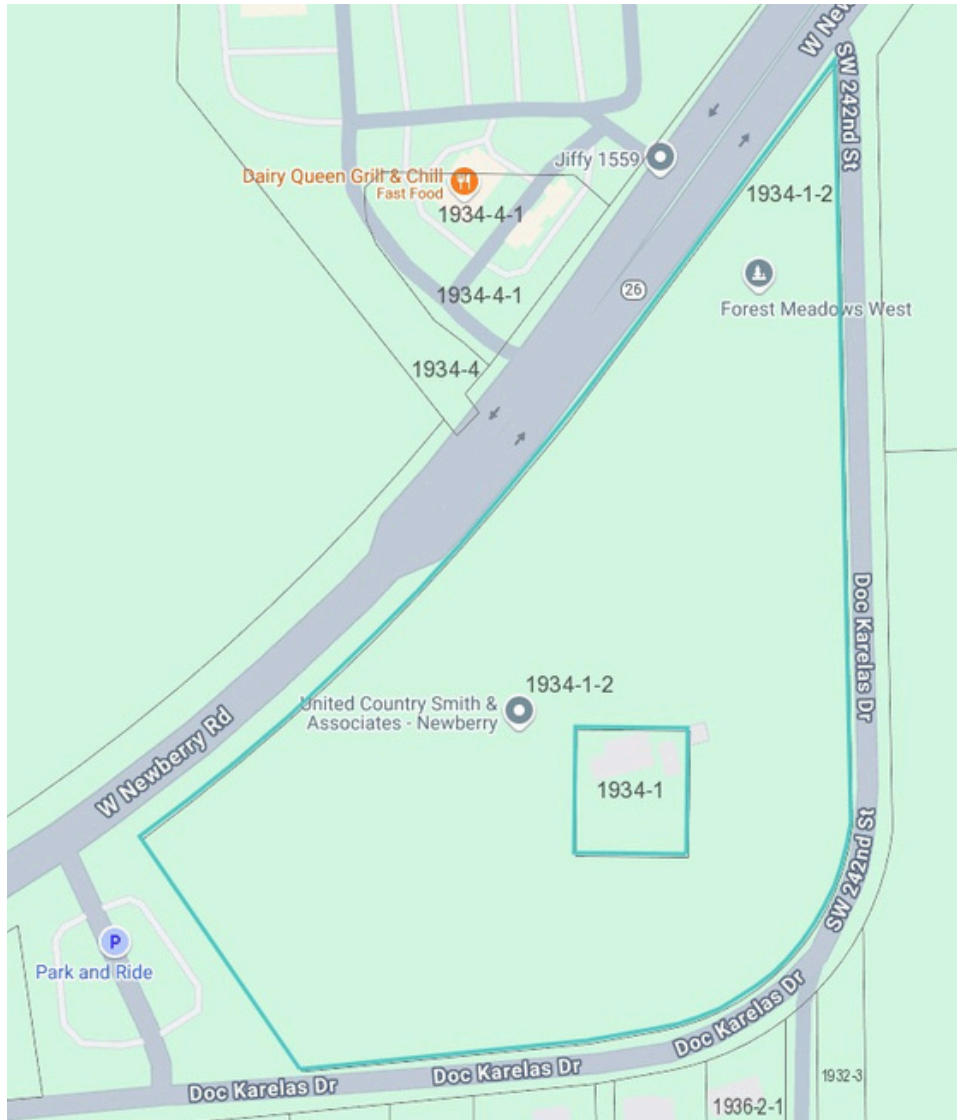 W New
SW 242nd St
Jiffy 1559
Dairy Queen Grill & Chill
Fast Food
1934-4-1
1934-1-2
26
Forest Meadows West
1934-4-1
1934-4
Doc Karelas Dr
1934-1-2
United Country Smith &
Associates - Newberry
W Newberry Rd
1934-1
SW 242nd St
P
Park and Ride
Doc Karelas Dr
Doc Karelas Dr
Doc Karelas Dr
1932-3
1936-2-1